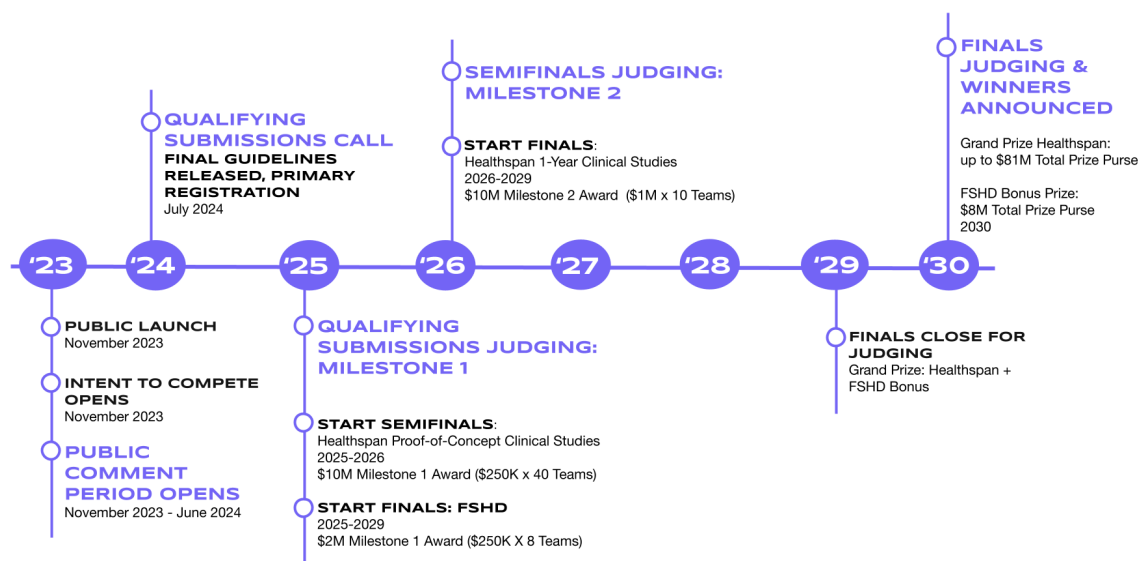 FINALS
JUDGING &
WINNERS
ANNOUNCED
Grand Prize Healthspan:
up to $81M Total Prize Purse
FSHD Bonus Prize:
$8M Total Prize Purse
2030
SEMIFINALS JUDGING:
MILESTONE 2
START FINALS:
Healthspan 1-Year Clinical Studies
2026-2029
$10M Milestone 2 Award  ($1M x 10 Teams)
QUALIFYING
SUBMISSIONS CALL
FINAL GUIDELINES
RELEASED, PRIMARY
REGISTRATION
July 2024
‘23
‘24
‘25
‘26
‘27
‘28
‘29
‘30
PUBLIC LAUNCH
November 2023
INTENT TO COMPETE
OPENS
November 2023
PUBLIC
COMMENT
PERIOD OPENS
November 2023 - June 2024
QUALIFYING
SUBMISSIONS JUDGING:
MILESTONE 1
START SEMIFINALS:
Healthspan Proof-of-Concept Clinical Studies
2025-2026
$10M Milestone 1 Award ($250K x 40 Teams)
START FINALS: FSHD
2025-2029
$2M Milestone 1 Award ($250K X 8 Teams)
FINALS CLOSE FOR
JUDGING
Grand Prize: Healthspan +
FSHD Bonus